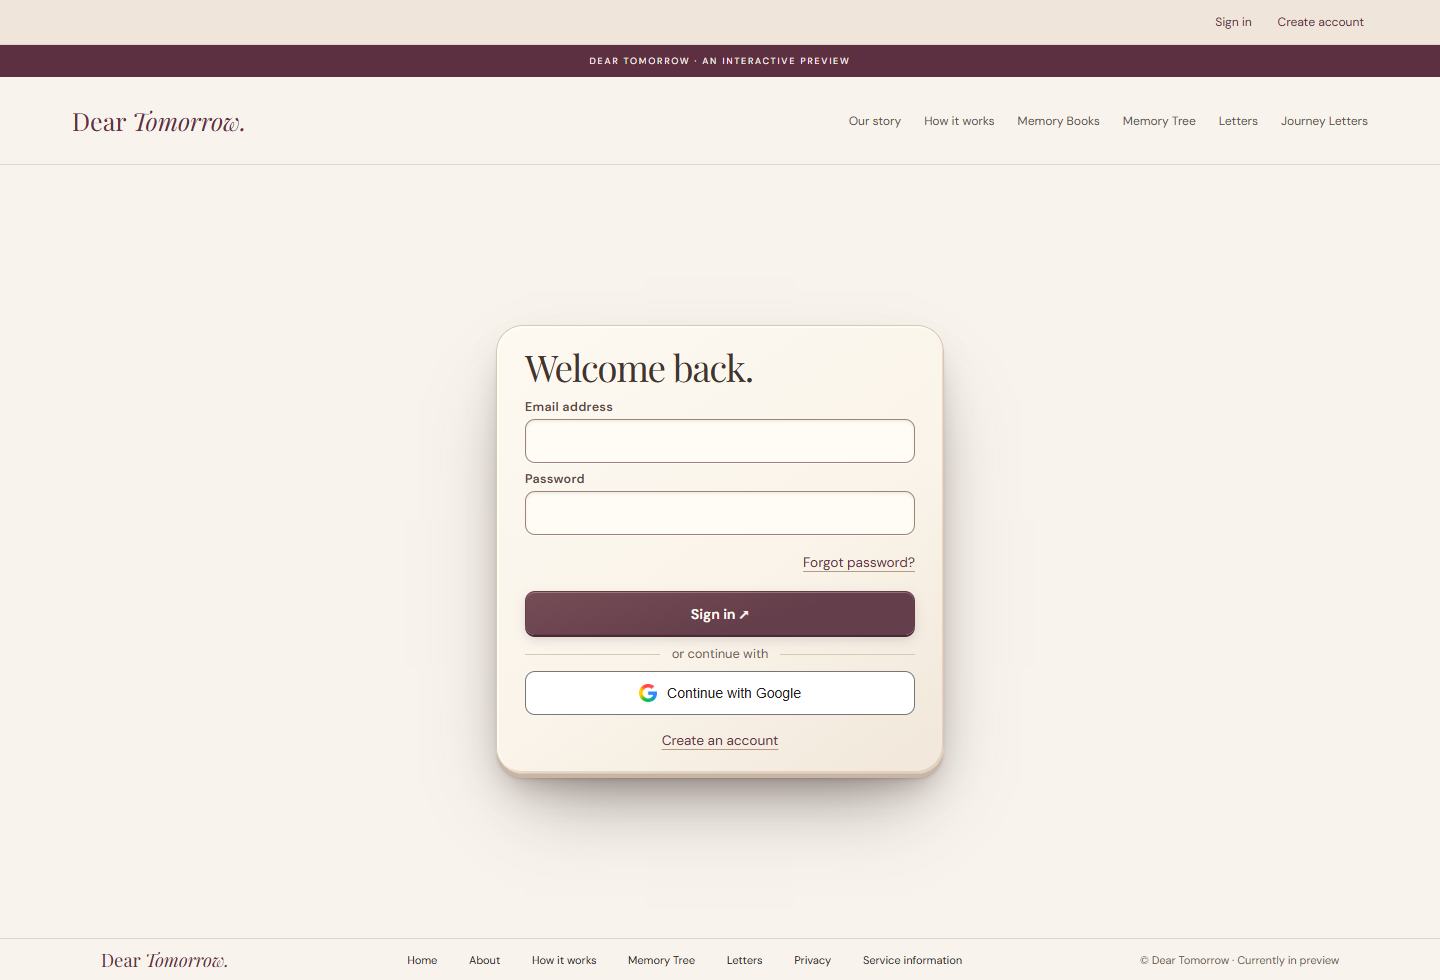 Sign in Create account
DEAR TOMORROW · AN INTERACTIVE PREVIEW
Dear Tomorrow. Our story How it works Memory Books Memory Tree Letters Journey Letters
Welcome back.
Email address
Password
Forgot password?
Sign in ↗
or continue with
Continue with Google
Create an account
Dear Tomorrow. Home About How it works Memory Tree Letters Privacy Service information © Dear Tomorrow · Currently in preview